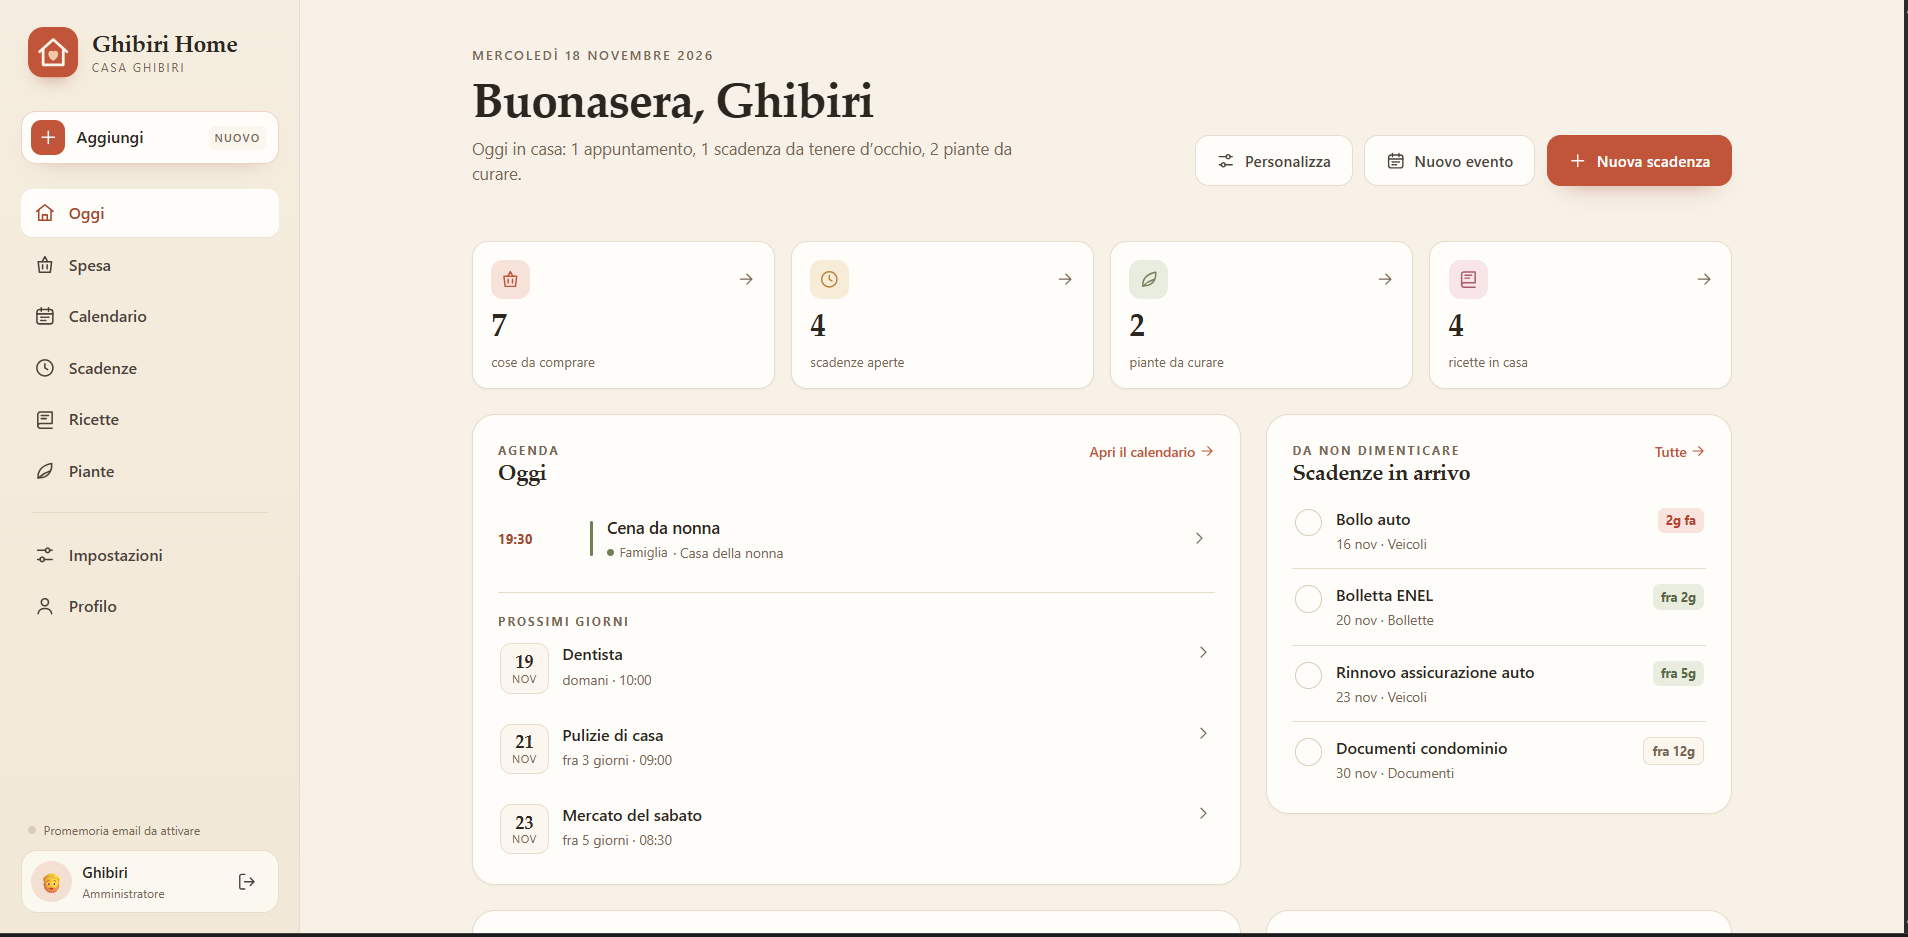 Ghibiri Home
CASA GHIBIRI
Aggiungi NUOVO
Oggi
Spesa
Calendario
Scadenze
Ricette
Piante
Impostazioni
Profilo
Promemoria email da attivare
Ghibiri
Amministratore
MERCOLEDÌ 18 NOVEMBRE 2026
Buonasera, Ghibiri
Oggi in casa: 1 appuntamento, 1 scadenza da tenere d’occhio, 2 piante da
curare.
Personalizza
Nuovo evento
Nuova scadenza
7
cose da comprare
4
scadenze aperte
2
piante da curare
4
ricette in casa
AGENDA
Oggi
Apri il calendario
19:30
Cena da nonna
Famiglia · Casa della nonna
PROSSIMI GIORNI
19
NOV
Dentista
domani · 10:00
21
NOV
Pulizie di casa
fra 3 giorni · 09:00
23
NOV
Mercato del sabato
fra 5 giorni · 08:30
DA NON DIMENTICARE
Scadenze in arrivo
Tutte
Bollo auto
2g fa
16 nov · Veicoli
Bolletta ENEL
fra 2g
20 nov · Bollette
Rinnovo assicurazione auto
fra 5g
23 nov · Veicoli
Documenti condominio
fra 12g
30 nov · Documenti